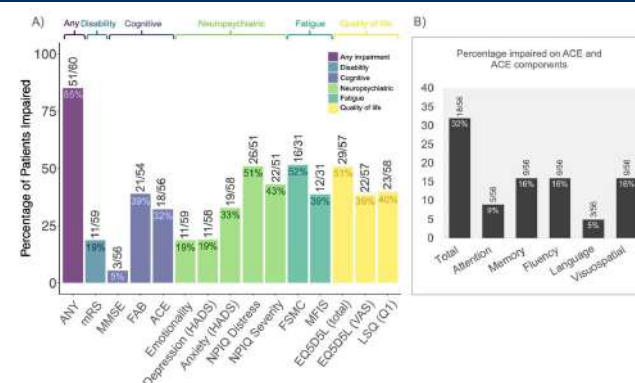 A)
Any Disability Cognitive Neuropsychiatric Fatigue Quality of life
Percentage of Patients Impaired
100
75
50
25
0
85% 51/60
19% 11/59
5% 3/56
39% 21/54
32% 18/56
19% 11/59
19% 11/58
33% 19/58
51% 26/51
43% 22/51
52% 16/31
39% 12/31
51% 29/57
39% 22/57
40% 23/58
Any Impairment
Disability
Cognitive
Neuropsychiatric
Fatigue
Quality of life
ANY
mRS
MMSE
FAB
ACE
Emotionality
Depression (HADS)
Anxiety (HADS)
NPIQ Distress
NPIQ Severity
FSMC
MFIS
EQ5D5L (total)
EQ5D5L (VAS)
LSQ (Q1)
B)
Percentage impaired on ACE and
ACE components
40
35
30
25
20
15
10
5
0
32% 18/56
9% 5/56
16% 9/56
16% 9/56
5% 3/56
16% 9/56
Total
Attention
Memory
Fluency
Language
Visuospatial